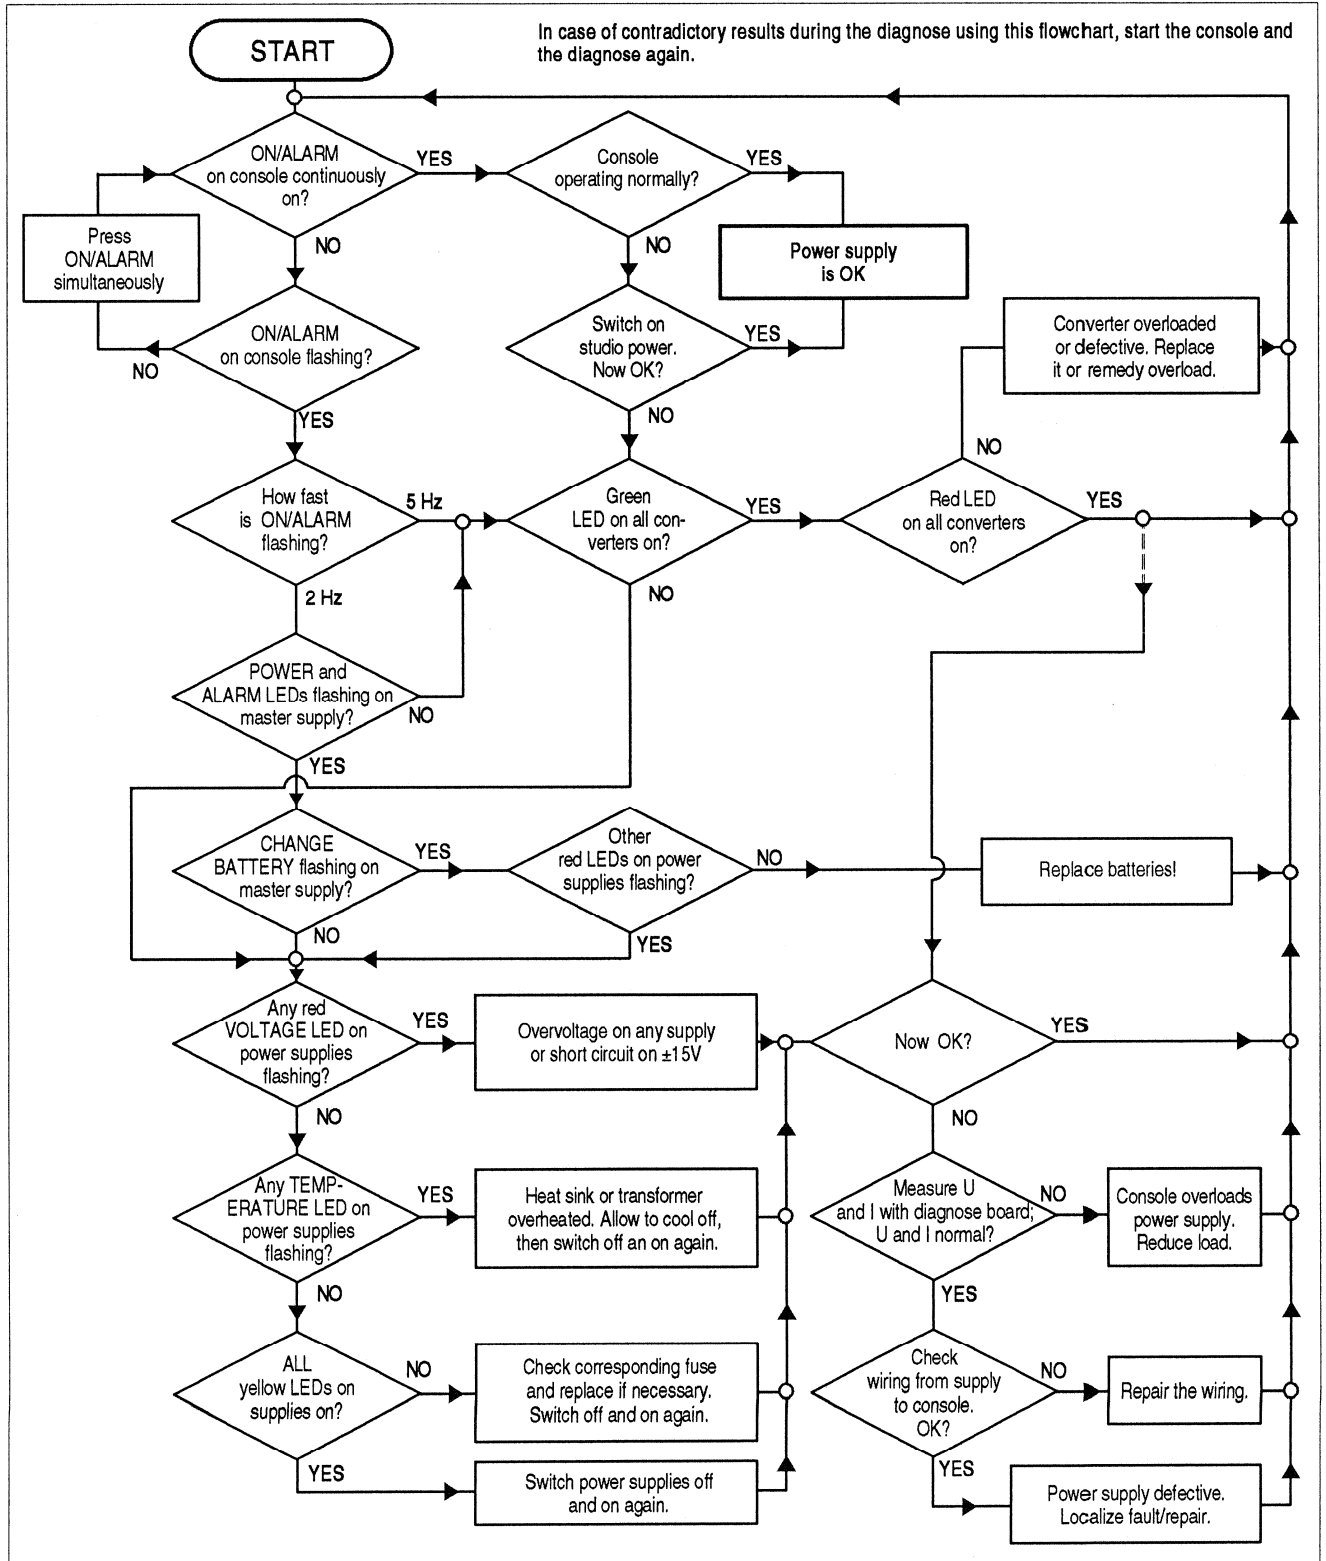 In case of contradictory results during the diagnose using this flowchart, start the console and
the diagnose again.
START
ON/ALARM
on console continuously
on?
YES
NO
Console
operating normally?
YES
NO
Press
ON/ALARM
simultaneously
Power supply
is OK
ON/ALARM
on console flashing?
NO
YES
Switch on
studio power.
Now OK?
YES
NO
Converter overloaded
or defective. Replace
it or remedy overload.
How fast
is ON/ALARM
flashing?
5 Hz
2 Hz
Green
LED on all con-
verters on?
YES
NO
Red LED
on all converters
on?
NO
YES
POWER and
ALARM LEDs flashing on
master supply?
NO
YES
CHANGE
BATTERY flashing on
master supply?
YES
NO
Other
red LEDs on power
supplies flashing?
NO
YES
Replace batteries!
Any red
VOLTAGE LED on
power supplies
flashing?
YES
NO
Overvoltage on any supply
or short circuit on ±15V
Now OK?
YES
NO
Any TEMP-
ERATURE LED on
power supplies
flashing?
YES
NO
Heat sink or transformer
overheated. Allow to cool off,
then switch off an on again.
Measure U
and I with diagnose board;
U and I normal?
NO
YES
Console overloads
power supply.
Reduce load.
ALL
yellow LEDs on
supplies on?
NO
YES
Check corresponding fuse
and replace if necessary.
Switch off and on again.
Check
wiring from supply
to console.
OK?
NO
YES
Repair the wiring.
Switch power supplies off
and on again.
Power supply defective.
Localize fault/repair.